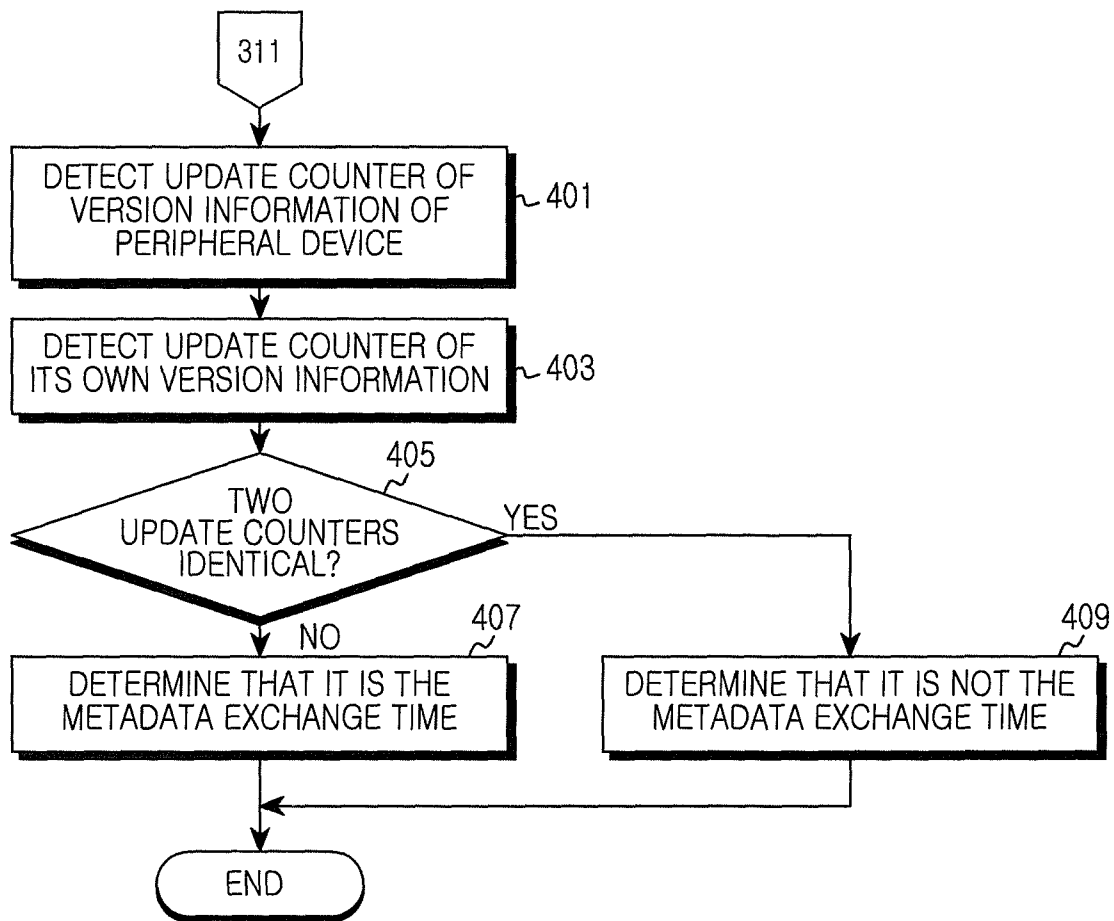 311
DETECT UPDATE COUNTER OF
VERSION INFORMATION OF
PERIPHERAL DEVICE
401
DETECT UPDATE COUNTER OF
ITS OWN VERSION INFORMATION
403
405
TWO
UPDATE COUNTERS
IDENTICAL?
YES
NO
407
DETERMINE THAT IT IS THE
METADATA EXCHANGE TIME
409
DETERMINE THAT IT IS NOT THE
METADATA EXCHANGE TIME
END